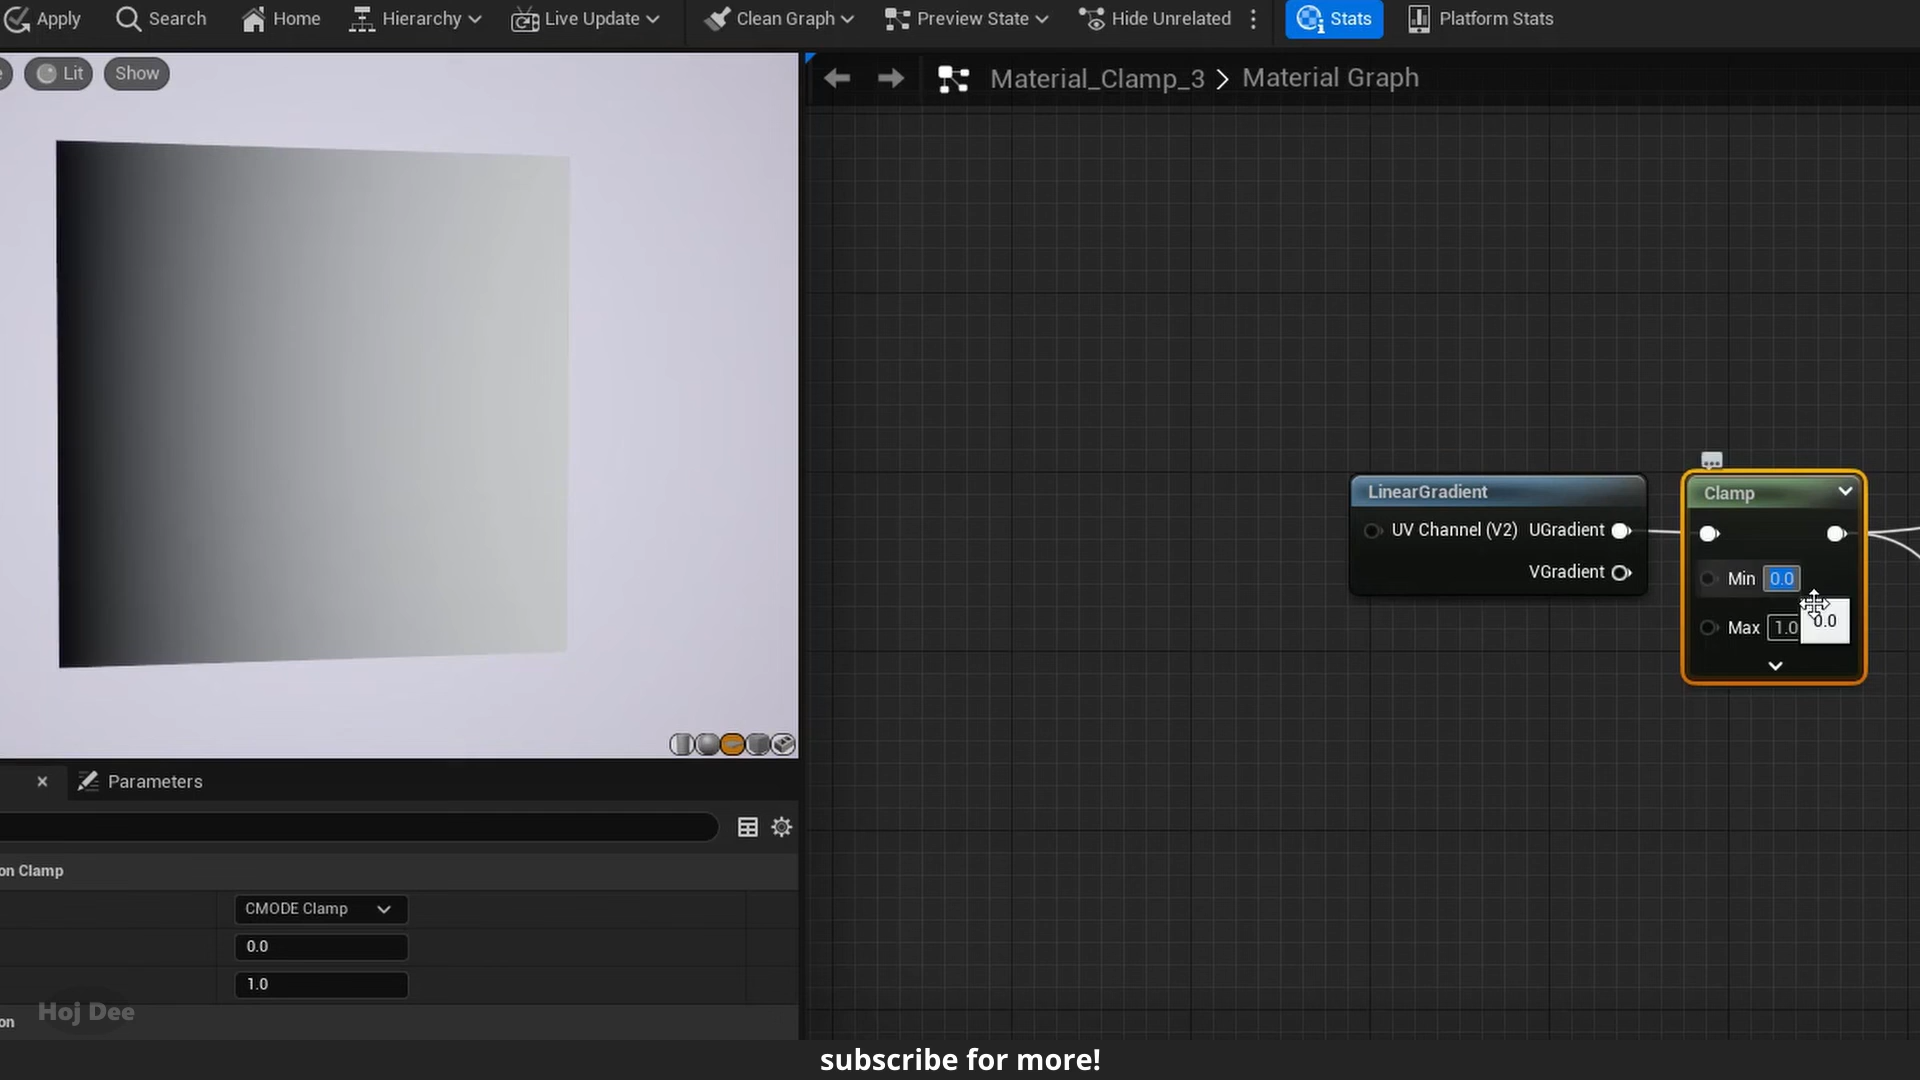 Apply
Search
Home
Hierarchy
Live Update
Clean Graph
Preview State
Hide Unrelated
Stats
Platform Stats
Lit
Show
Material_Clamp_3 > Material Graph
LinearGradient
UV Channel (V2) UGradient
VGradient
Clamp
Min 0.0
Max 1.0
0.0
Parameters
on Clamp
CMODE Clamp
0.0
1.0
on
Hoj Dee
subscribe for more!